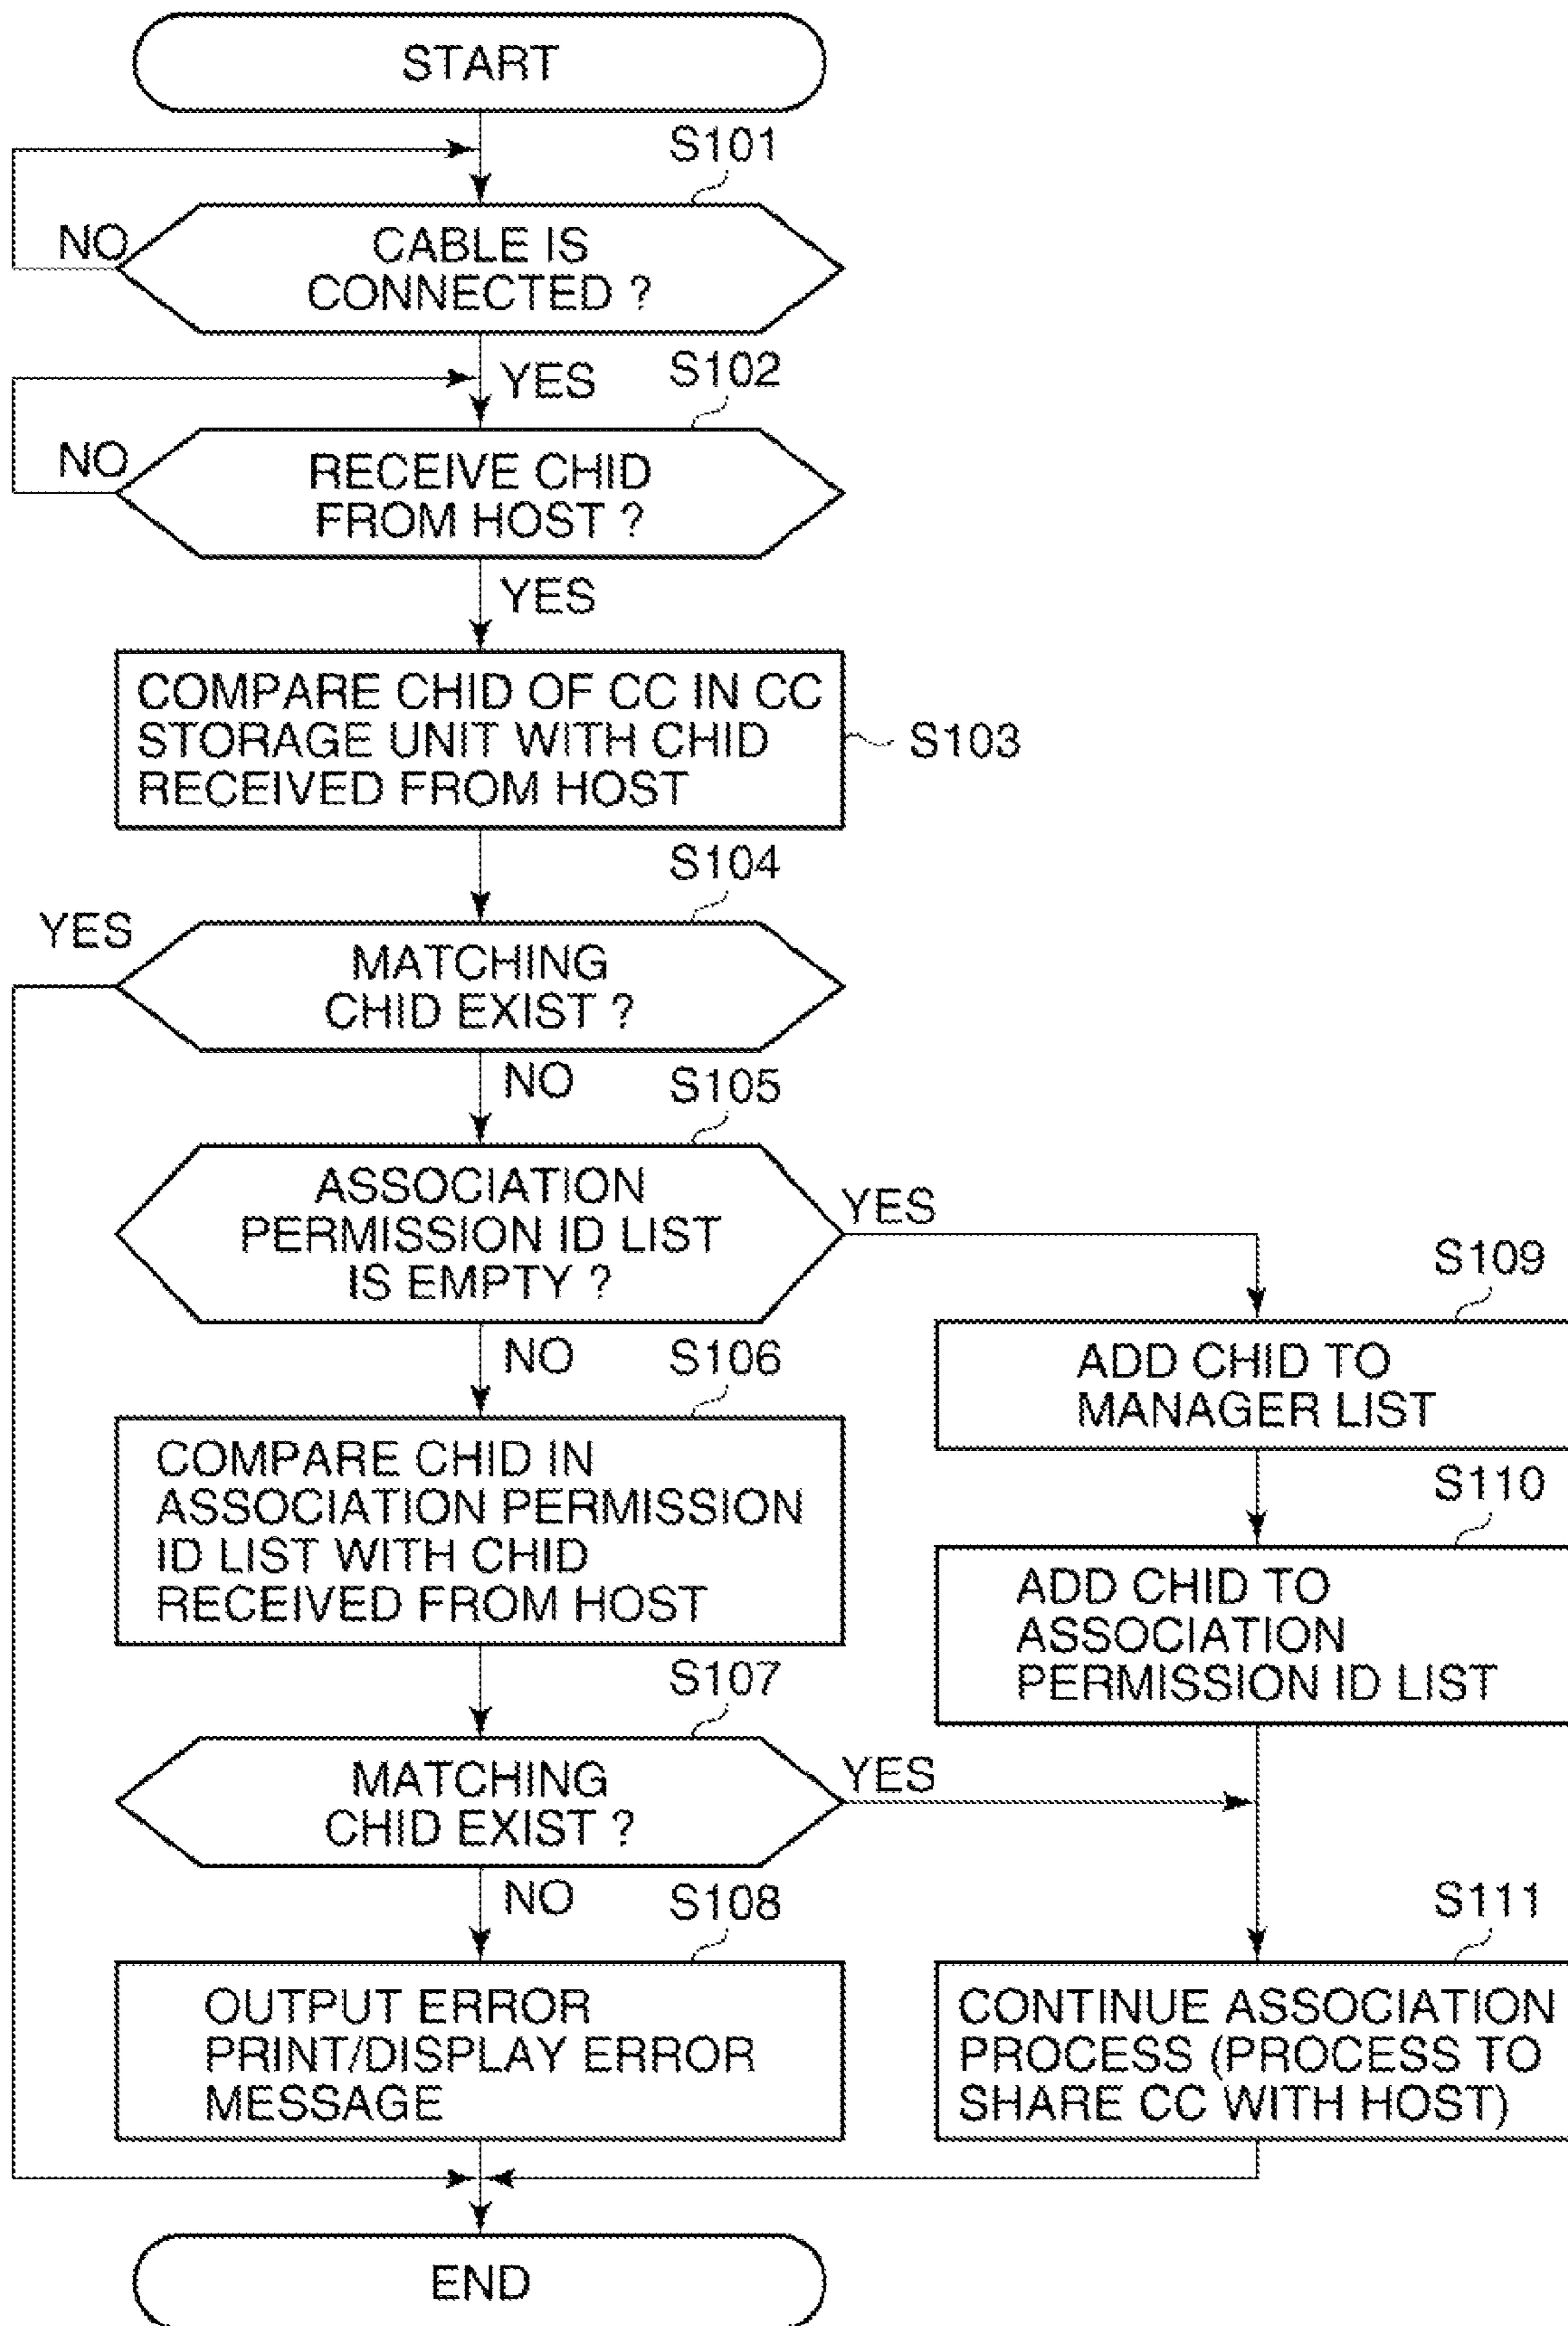 START
S101
NO
CABLE IS
CONNECTED ?
YES
S102
NO
RECEIVE CHID
FROM HOST ?
YES
COMPARE CHID OF CC IN CC
STORAGE UNIT WITH CHID
RECEIVED FROM HOST
S103
S104
YES
MATCHING
CHID EXIST ?
NO
S105
ASSOCIATION
PERMISSION ID LIST
IS EMPTY ?
YES
S109
ADD CHID TO
MANAGER LIST
NO
S106
COMPARE CHID IN
ASSOCIATION PERMISSION
ID LIST WITH CHID
RECEIVED FROM HOST
S110
ADD CHID TO
ASSOCIATION
PERMISSION ID LIST
S107
MATCHING
CHID EXIST ?
YES
NO
S108
OUTPUT ERROR
PRINT/DISPLAY ERROR
MESSAGE
S111
CONTINUE ASSOCIATION
PROCESS (PROCESS TO
SHARE CC WITH HOST)
END